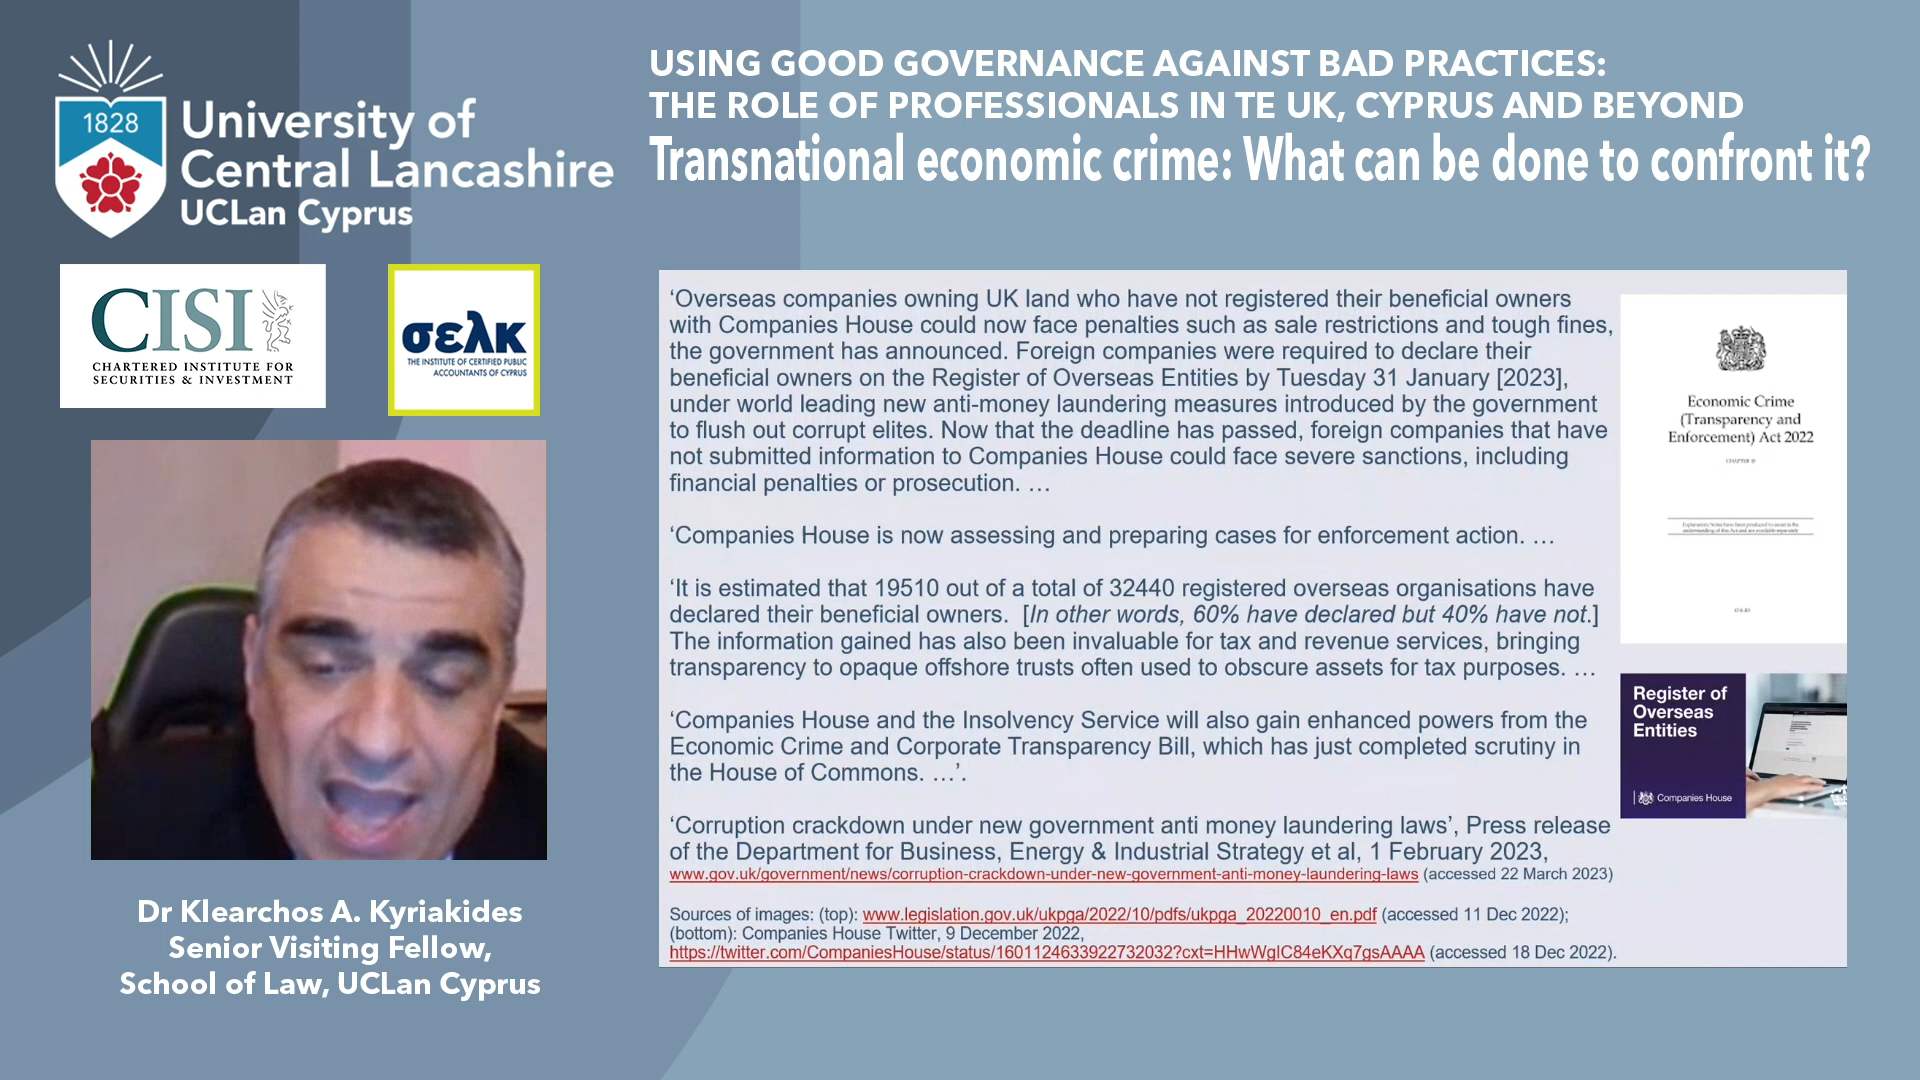 1828
University of
Central Lancashire
UCLan Cyprus
USING GOOD GOVERNANCE AGAINST BAD PRACTICES:
THE ROLE OF PROFESSIONALS IN TE UK, CYPRUS AND BEYOND
Transnational economic crime: What can be done to confront it?
CISI
CHARTERED INSTITUTE FOR
SECURITIES & INVESTMENT
σελκ
THE INSTITUTE OF CERTIFIED PUBLIC
ACCOUNTANTS OF CYPRUS
Dr Klearchos A. Kyriakides
Senior Visiting Fellow,
School of Law, UCLan Cyprus
‘Overseas companies owning UK land who have not registered their beneficial owners
with Companies House could now face penalties such as sale restrictions and tough fines,
the government has announced. Foreign companies were required to declare their
beneficial owners on the Register of Overseas Entities by Tuesday 31 January [2023],
under world leading new anti-money laundering measures introduced by the government
to flush out corrupt elites. Now that the deadline has passed, foreign companies that have
not submitted information to Companies House could face severe sanctions, including
financial penalties or prosecution. …
‘Companies House is now assessing and preparing cases for enforcement action. …
‘It is estimated that 19510 out of a total of 32440 registered overseas organisations have
declared their beneficial owners. [In other words, 60% have declared but 40% have not.]
The information gained has also been invaluable for tax and revenue services, bringing
transparency to opaque offshore trusts often used to obscure assets for tax purposes. …
‘Companies House and the Insolvency Service will also gain enhanced powers from the
Economic Crime and Corporate Transparency Bill, which has just completed scrutiny in
the House of Commons. …’.
‘Corruption crackdown under new government anti money laundering laws’, Press release
of the Department for Business, Energy & Industrial Strategy et al, 1 February 2023,
www.gov.uk/government/news/corruption-crackdown-under-new-government-anti-money-laundering-laws (accessed 22 March 2023)
Sources of images: (top): www.legislation.gov.uk/ukpga/2022/10/pdfs/ukpga_20220010_en.pdf (accessed 11 Dec 2022);
(bottom): Companies House Twitter, 9 December 2022,
https://twitter.com/CompaniesHouse/status/1601124633922732032?cxt=HHwWgIC84eKXq7gsAAAA (accessed 18 Dec 2022).
Economic Crime
(Transparency and
Enforcement) Act 2022
Register of
Overseas
Entities
Companies House